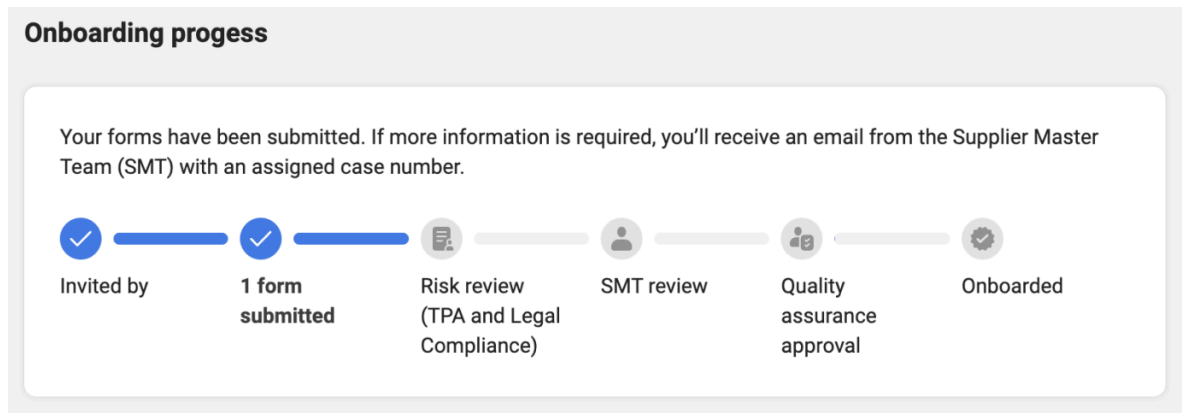 Onboarding progess
Your forms have been submitted. If more information is required, you’ll receive an email from the Supplier Master
Team (SMT) with an assigned case number.
Invited by
1 form
submitted
Risk review
(TPA and Legal
Compliance)
SMT review
Quality
assurance
approval
Onboarded